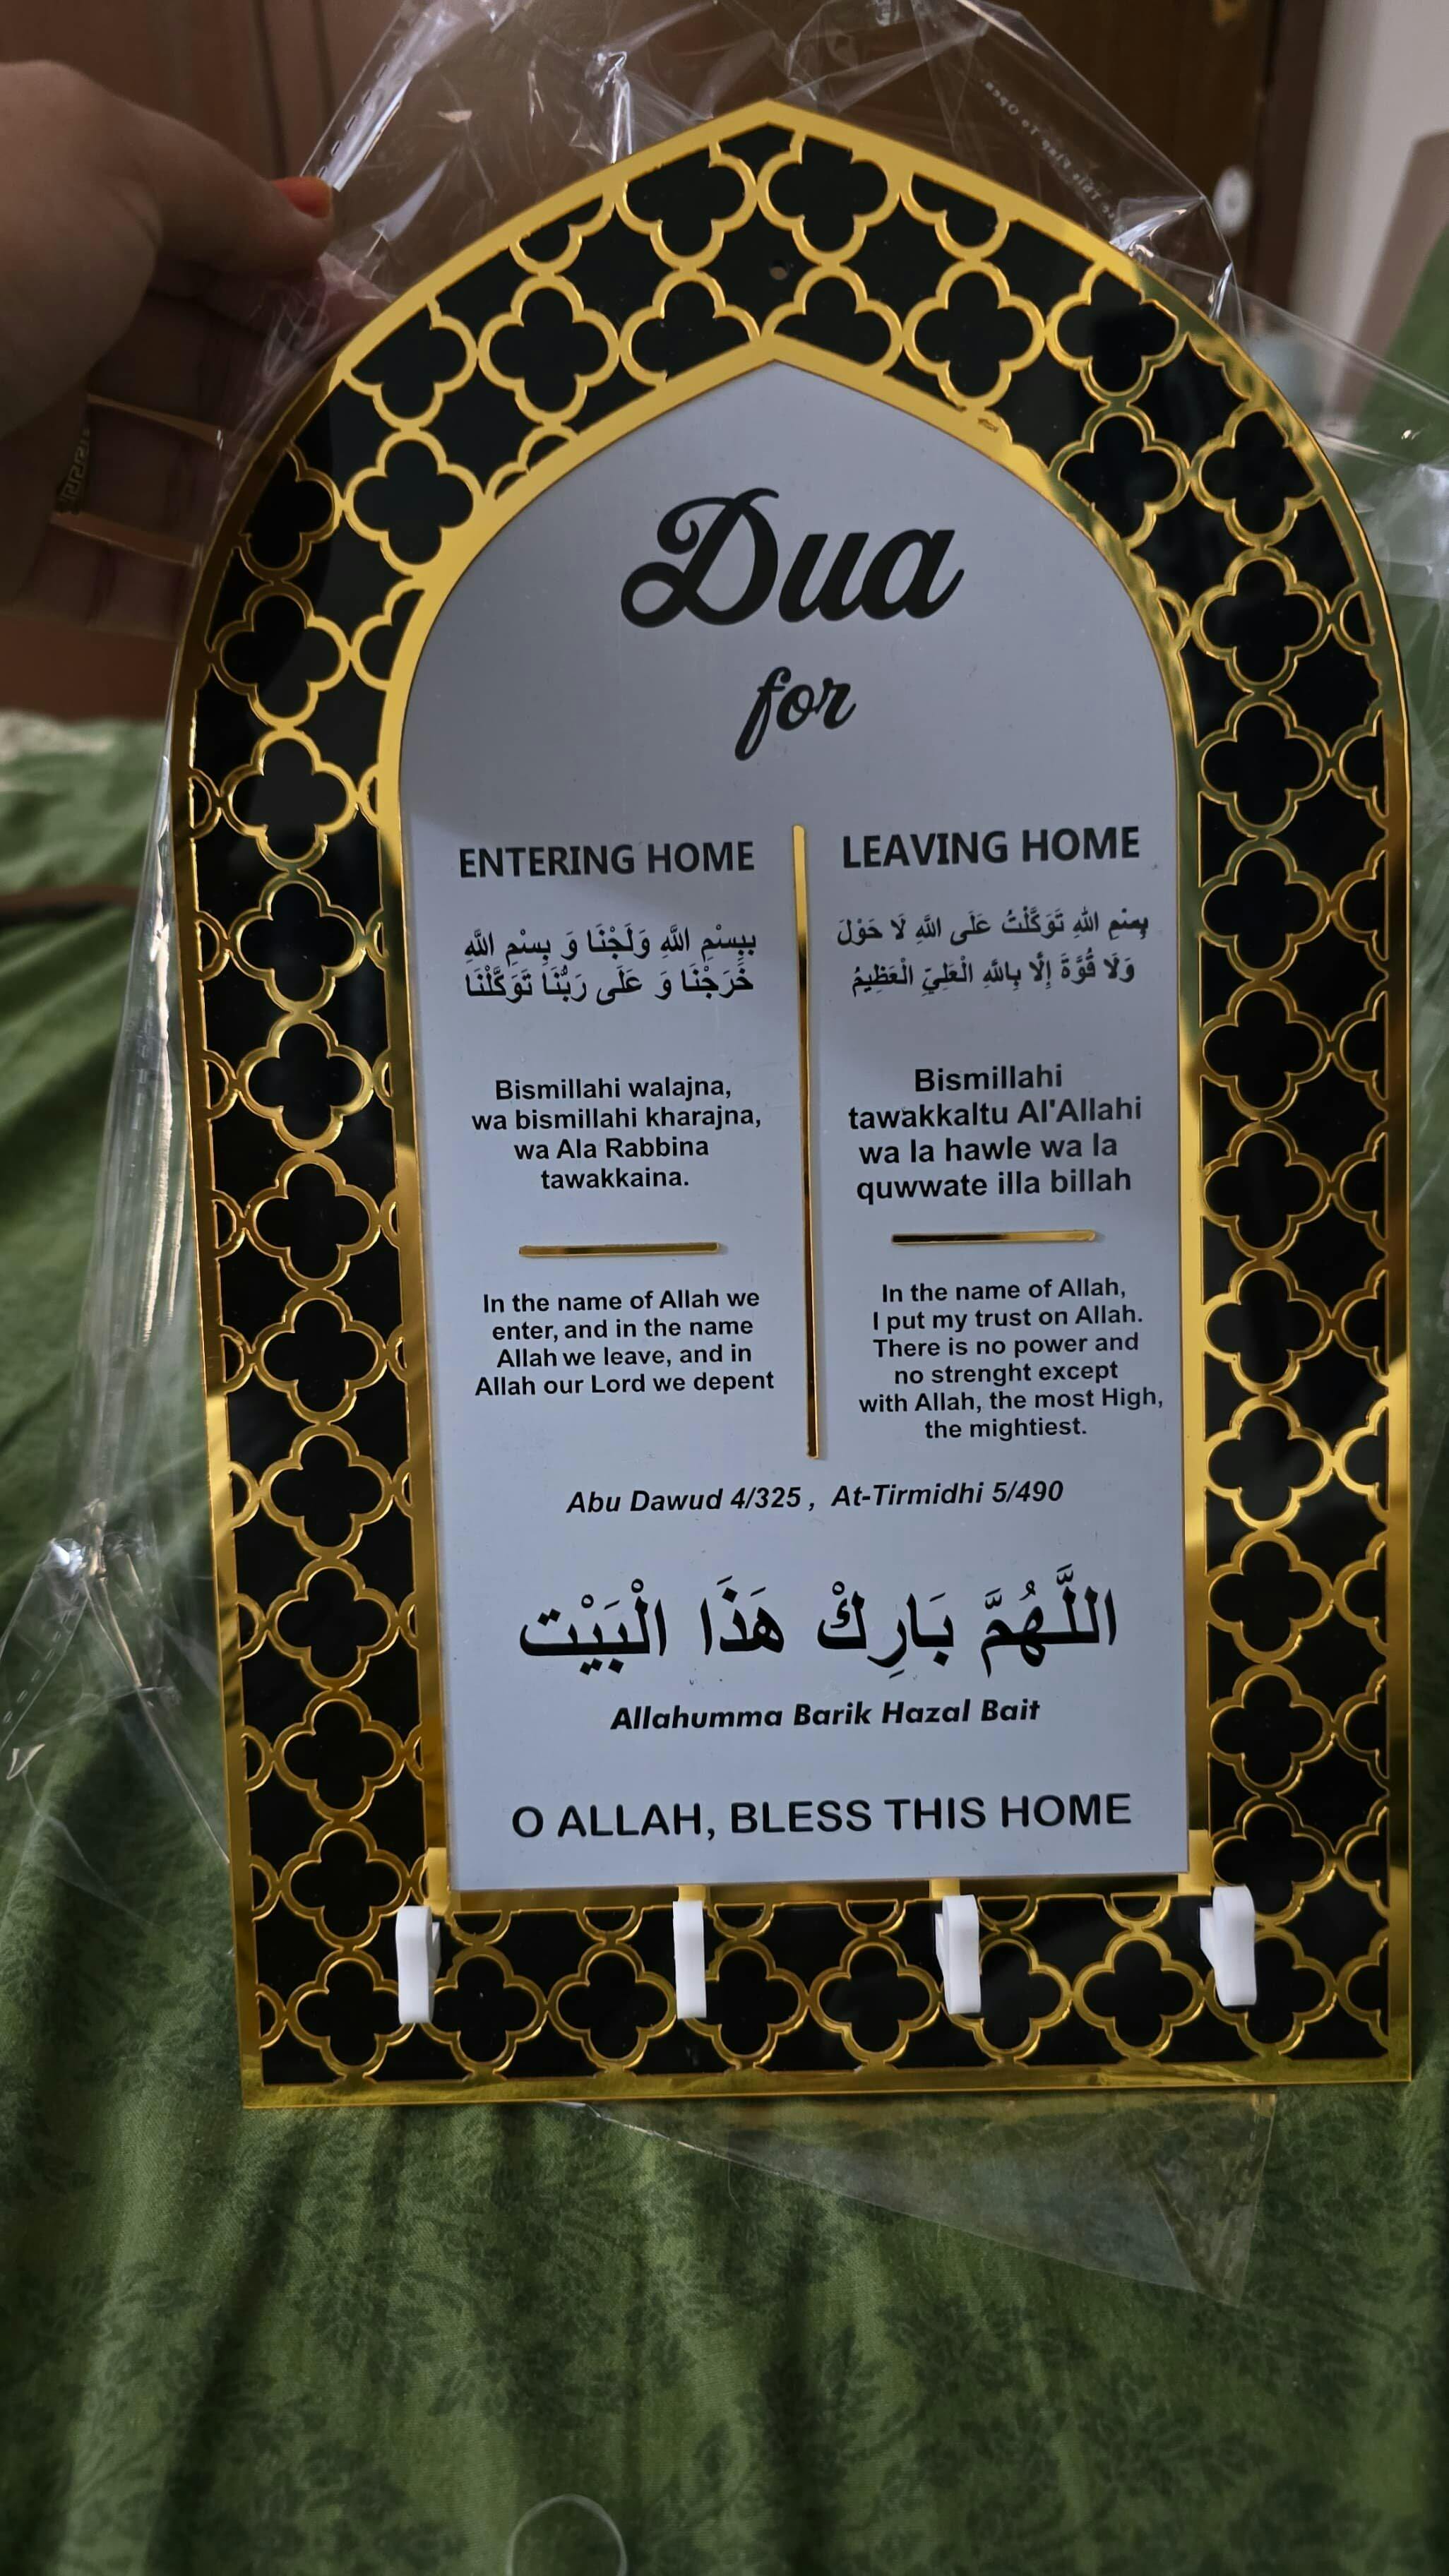 Dua
for
ENTERING HOME
بِبِسْمِ اللَّهِ وَلَجْنَا وَ بِسْمِ اللَّهِ
خَرَجْنَا وَ عَلَى رَبُّنَا تَوَكَّلْنَا
Bismillahi walajna,
wa bismillahi kharajna,
wa Ala Rabbina
tawakkaina.
In the name of Allah we
enter, and in the name
Allah we leave, and in
Allah our Lord we depent
LEAVING HOME
بِسْمِ اللهِ تَوَكَّلْتُ عَلَى اللَّهِ لَا حَوْلَ
وَلَا قُوَّةَ إِلَّا بِاللَّهِ الْعَلِيِّ الْعَظِيمُ
Bismillahi
tawakkaltu Al'Allahi
wa la hawle wa la
quwwate illa billah
In the name of Allah,
I put my trust on Allah.
There is no power and
no strenght except
with Allah, the most High,
the mightiest.
Abu Dawud 4/325 , At-Tirmidhi 5/490
اللَّهُمَّ بَارِكْ هَذَا الْبَيْت
Allahumma Barik Hazal Bait
O ALLAH, BLESS THIS HOME